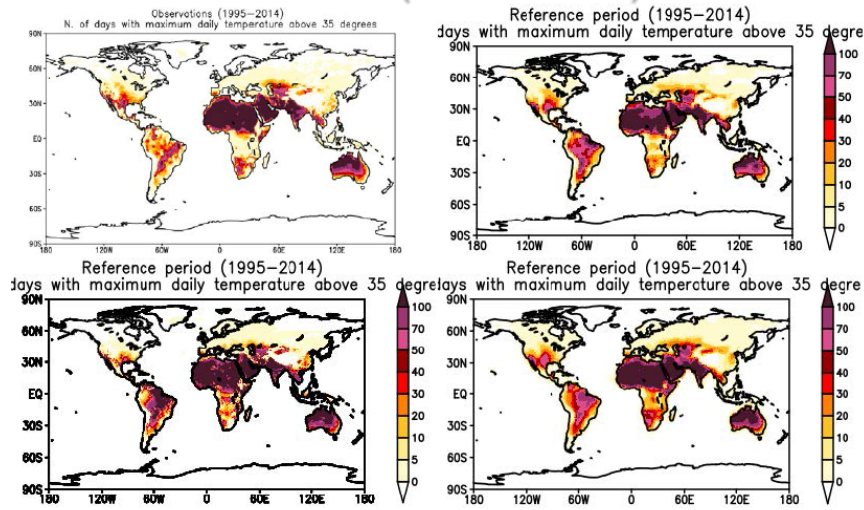 Observations (1995-2014)
N. of days with maximum daily temperature above 35 degrees
90N
60N
30N
EQ
30S
60S
90S
180 120W 60W 0 60E 120E 180
Reference period (1995-2014)
days with maximum daily temperature above 35 degre
90N
60N
30N
EQ
30S
60S
90S
180 120W 60W 0 60E 120E 180
100
70
50
40
30
20
10
5
0
Reference period (1995-2014)
days with maximum daily temperature above 35 degre
90N
60N
30N
EQ
30S
60S
90S
180 120W 60W 0 60E 120E 180
100
70
50
40
30
20
10
5
0
Reference period (1995-2014)
lays with maximum daily temperature above 35 degre
90N
60N
30N
EQ
30S
60S
90S
180 120W 60W 0 60E 120E 180
100
70
50
40
30
20
10
5
0